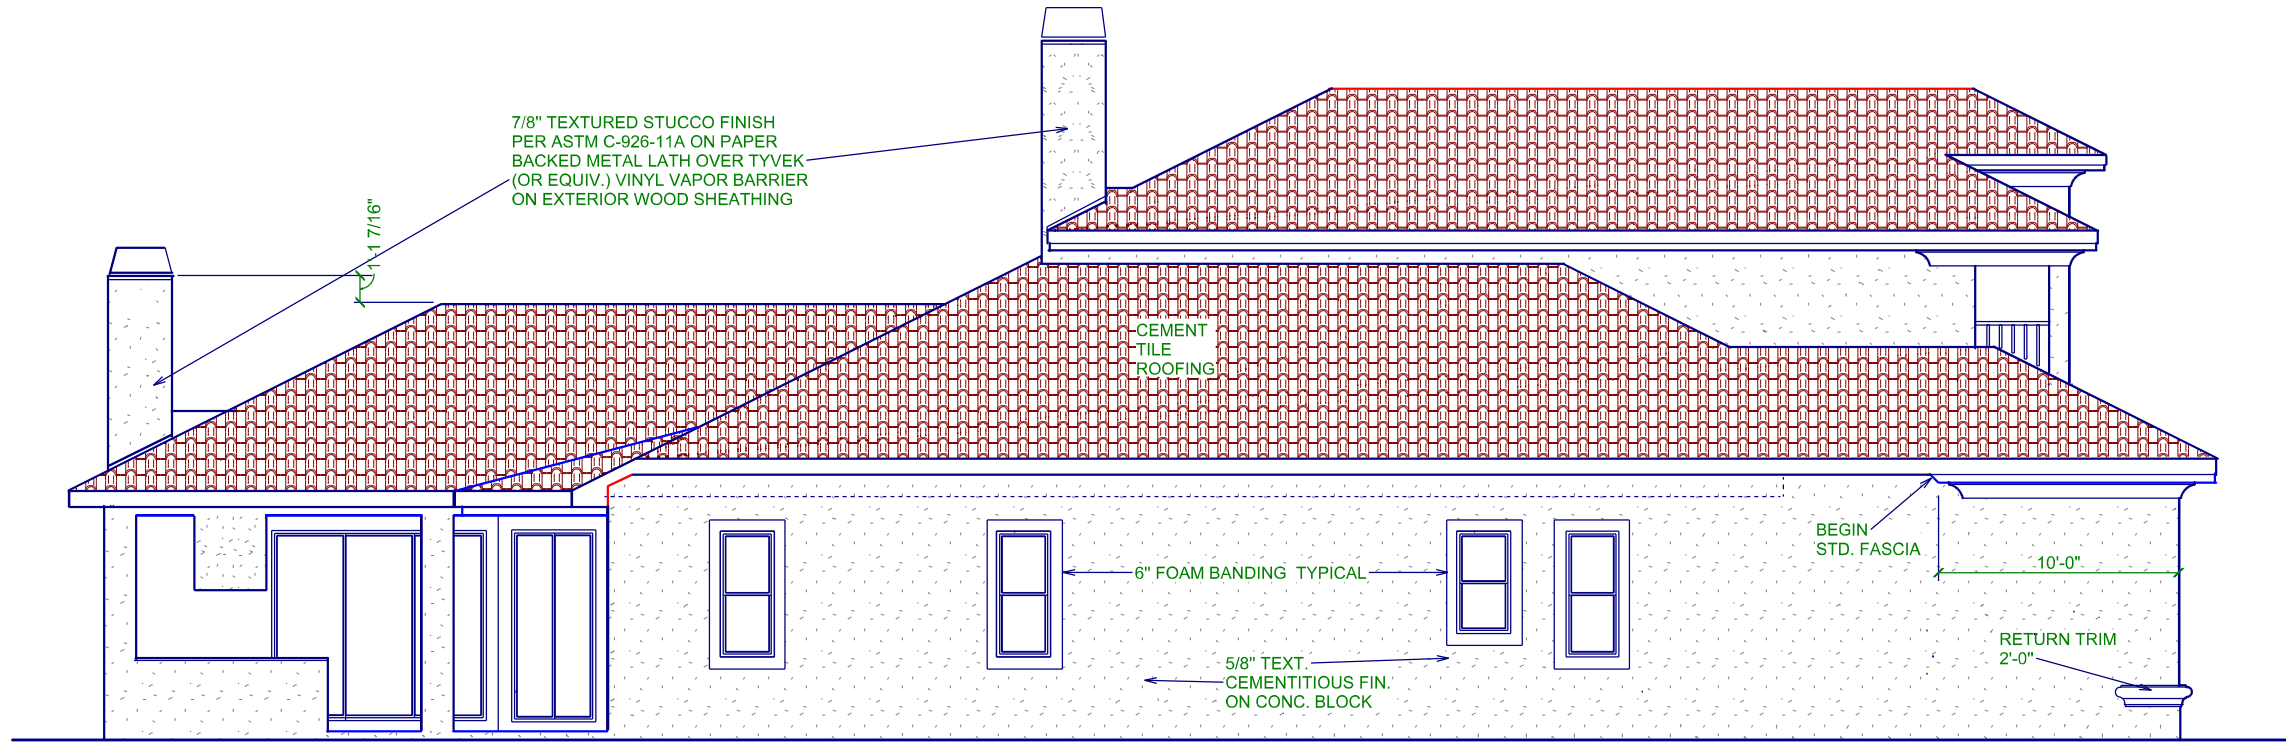 7/8" TEXTURED STUCCO FINISH
PER ASTM C-926-11A ON PAPER
BACKED METAL LATH OVER TYVEK
(OR EQUIV.) VINYL VAPOR BARRIER
ON EXTERIOR WOOD SHEATHING
1'-1 7/16"
CEMENT
TILE
ROOFING
BEGIN
STD. FASCIA
10'-0"
6" FOAM BANDING TYPICAL
RETURN TRIM
2'-0"
5/8" TEXT.
CEMENTITIOUS FIN.
ON CONC. BLOCK